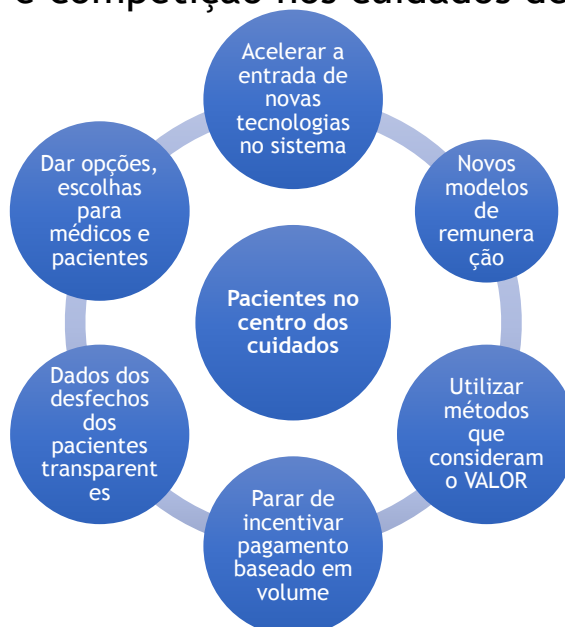 e competição nos cuidados de
Acelerar a
entrada de
novas
tecnologias
no sistema
Novos
modelos
de
remunera
ção
Utilizar
métodos
que
consideram
o VALOR
Parar de
incentivar
pagamento
baseado em
volume
Dados dos
desfechos
dos
pacientes
transparent
es
Dar opções,
escolhas
para
médicos e
pacientes
Pacientes no
centro dos
cuidados